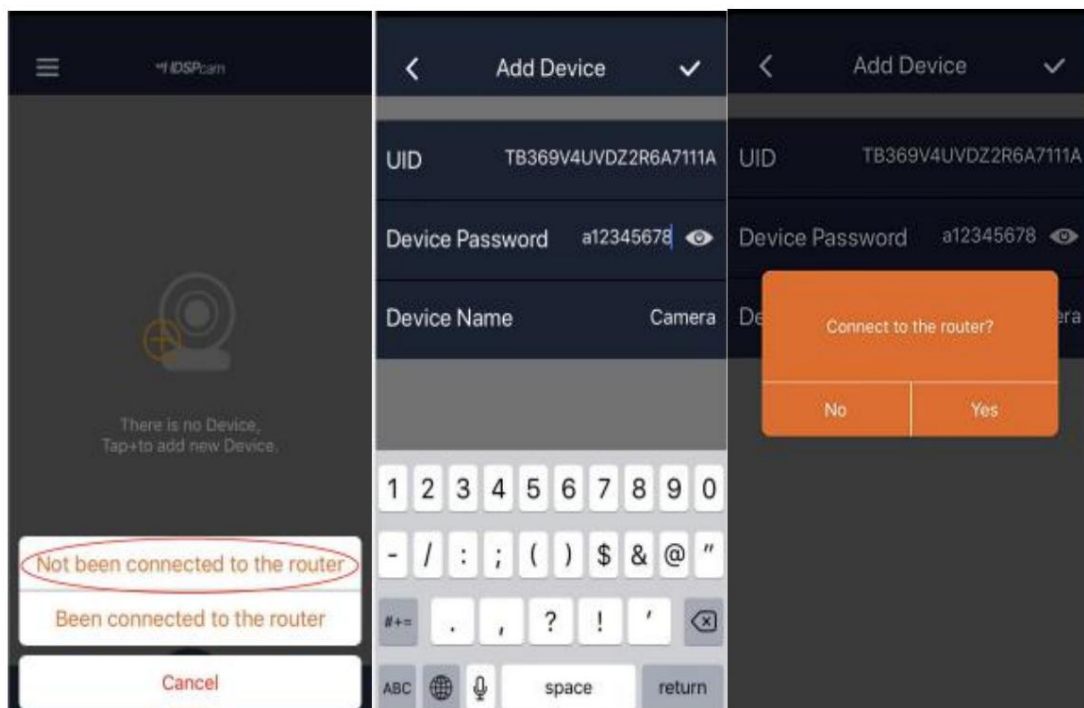 HDSPcam
There is no Device,
Tap+to add new Device.
Not been connected to the router
Been connected to the router
Cancel
Add Device
UID TB369V4UVDZ2R6A7111A
Device Password a12345678
Device Name Camera
1 2 3 4 5 6 7 8 9 0
- / : ; ( ) $ & @ "
#+= . , ? ! '
ABC space return
Add Device
UID TB369V4UVDZ2R6A7111A
Device Password a12345678
De era
Connect to the router?
No Yes